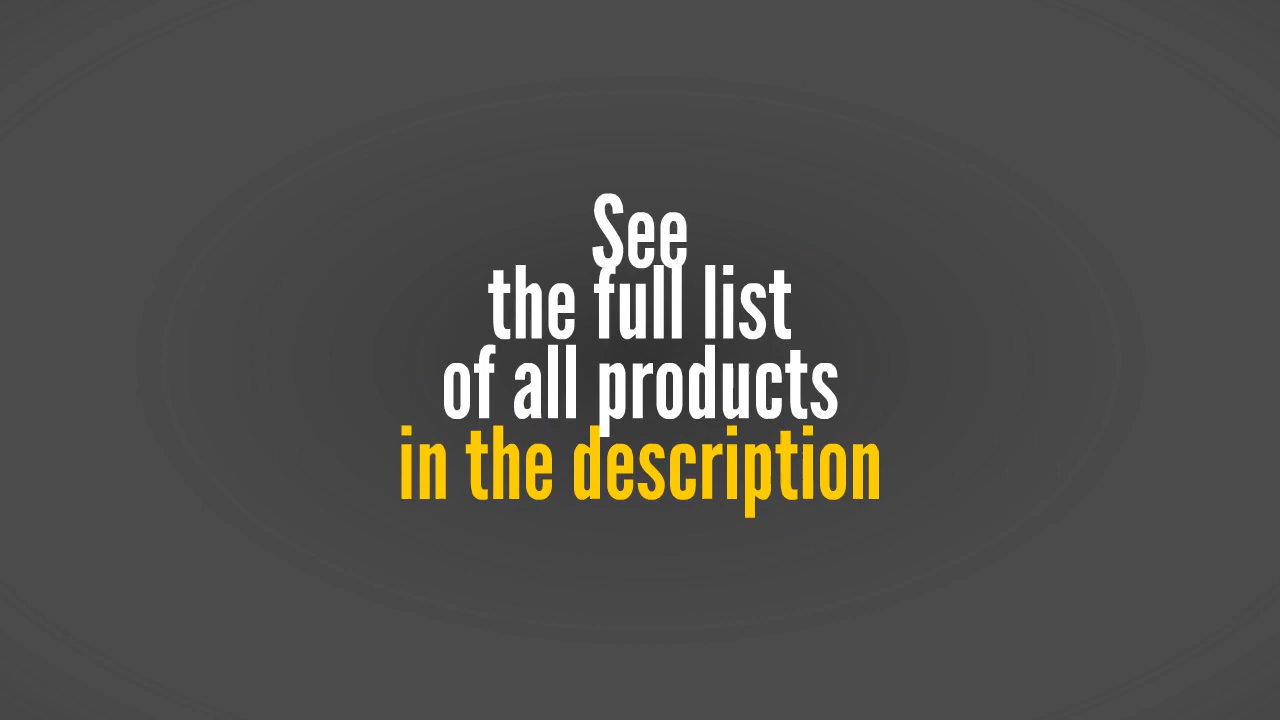 See
the full list
of all products
in the description